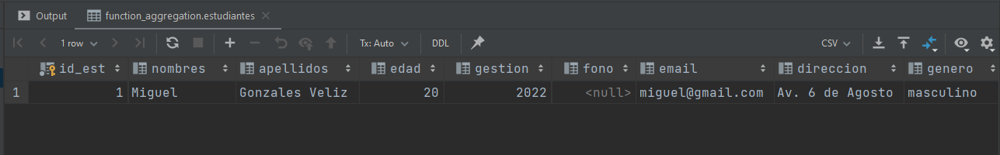 Output function_aggregation.estudiantes
1 row Tx: Auto DDL CSV
id_est nombres apellidos edad gestion fono email direccion genero
1 1 Miguel Gonzales Veliz 20 2022 <null> miguel@gmail.com Av. 6 de Agosto masculino